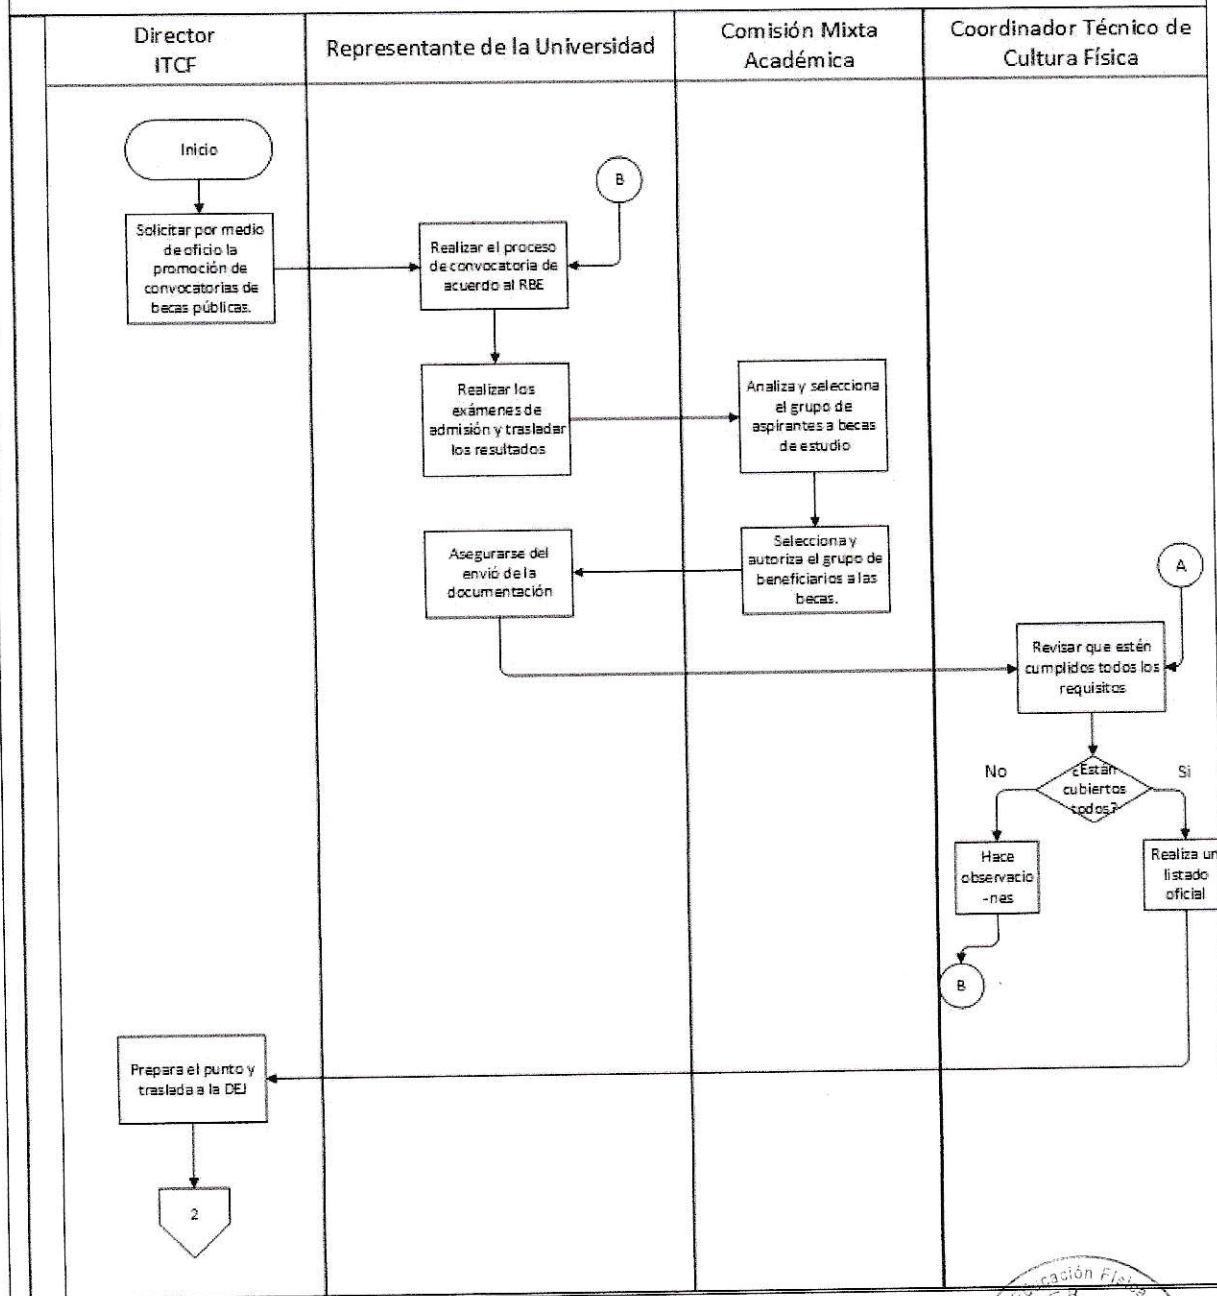 Director
ITCF
Representante de la Universidad
Comisión Mixta
Académica
Coordinador Técnico de
Cultura Física
Inicio
B
Solicitar por medio
de oficio la
promoción de
convocatorias de
becas públicas.
Realizar el proceso
de convocatoria de
acuerdo al RBE
Realizar los
exámenes de
admisión y trasladar
los resultados
Analiza y selecciona
el grupo de
aspirantes a becas
de estudio
Selecciona y
autoriza el grupo de
beneficiarios a las
becas.
Asegurarse del
envió de la
documentación
A
Revisar que estén
cumplidos todos los
requisitos
No
¿Están
cubiertos
todos?
Si
Hace
observacio
-nes
Realiza un
listado
oficial
B
Prepara el punto y
traslada a la DEJ
2
Física